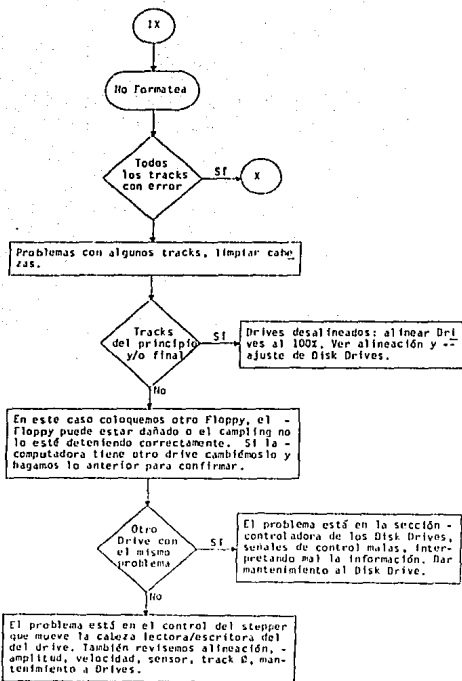 IX
No Formatea
Todos
los tracks
con error
SI
X
Problemas con algunos tracks, limpiar cabe
zas.
Tracks
del principio
y/o final
SI
Drives desalineados: alinear Dri
ves al 100%. Ver alineación y --
ajuste de Disk Drives.
No
En este caso coloquemos otro Floppy, el -
Floppy puede estar dañado o el campling no
lo está deteniendo correctamente. Si la -
computadora tiene otro drive cambiémoslo y
hagamos lo anterior para confirmar.
Otro
Drive con
el mismo
problema
SI
El problema está en la sección -
controladora de los Disk Drives,
señales de control malas, inter-
pretando mal la información. Dar
mantenimiento al Disk Drive.
No
El problema está en el control del stepper
que mueve la cabeza lectora/escritora del
del drive. También revisemos alineación, -
amplitud, velocidad, sensor, track 0, man-
tenimiento a Drives.